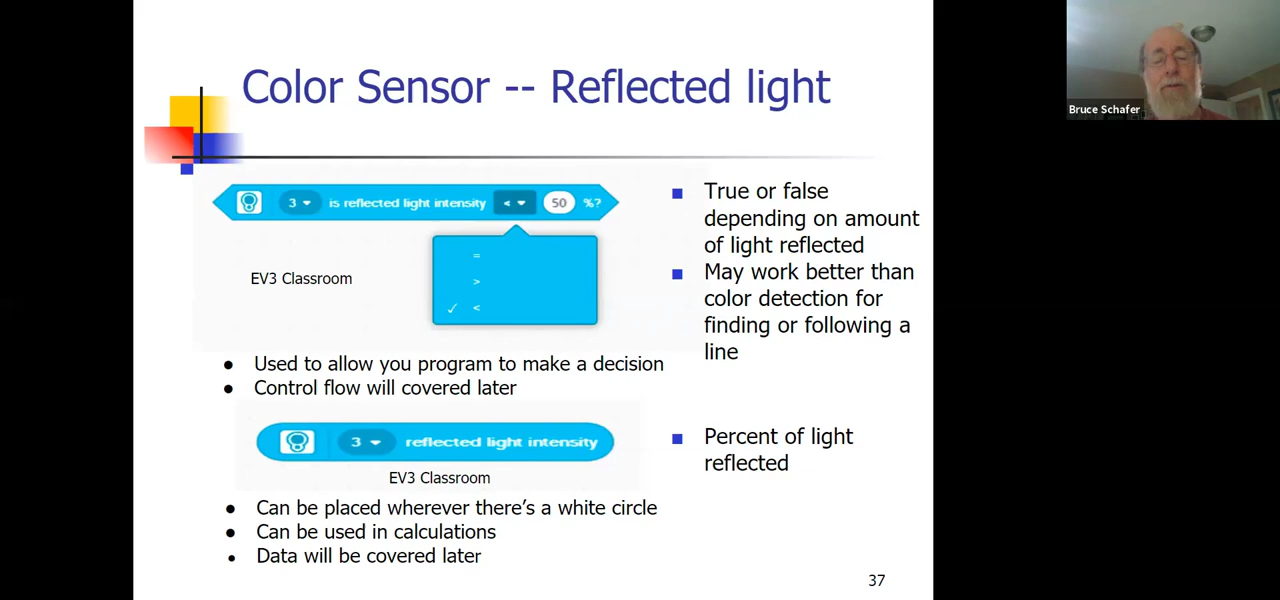 Color Sensor -- Reflected light
Bruce Schafer
3 is reflected light intensity < 50 %?
=
>
✓ <
EV3 Classroom
True or false
depending on amount
of light reflected
May work better than
color detection for
finding or following a
line
● Used to allow you program to make a decision
● Control flow will covered later
3 reflected light intensity
EV3 Classroom
Percent of light
reflected
● Can be placed wherever there's a white circle
● Can be used in calculations
● Data will be covered later
37